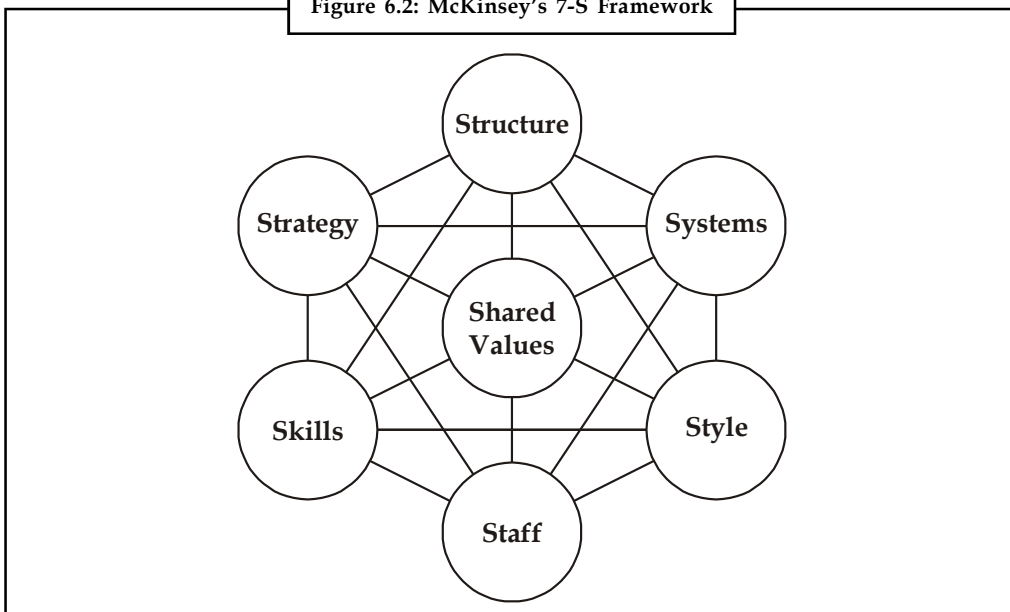 Figure 6.2: McKinsey's 7-S Framework
Structure
Strategy
Systems
Shared
Values
Skills
Style
Staff